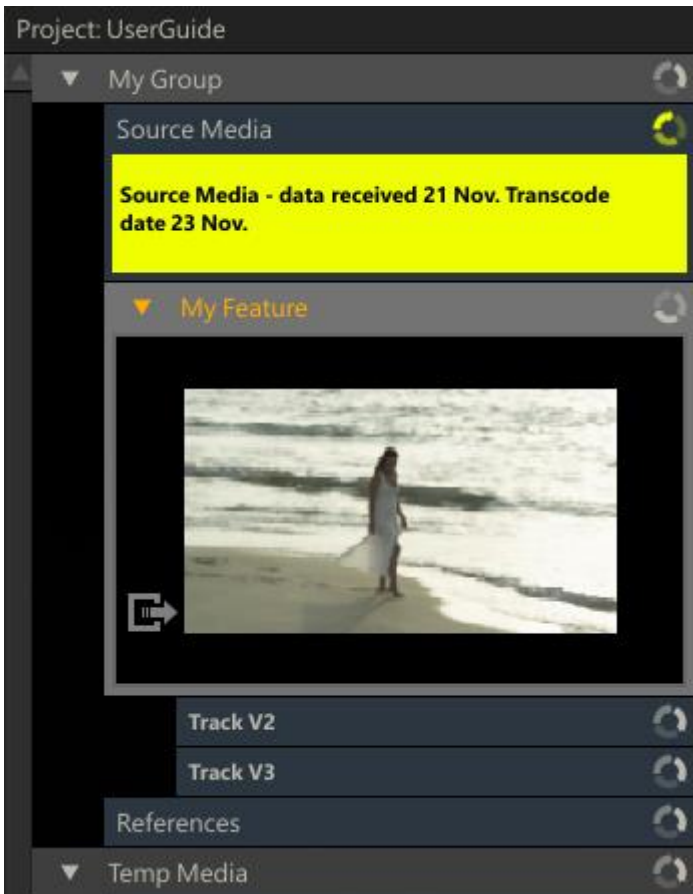 Project: UserGuide
My Group
Source Media
Source Media - data received 21 Nov. Transcode
date 23 Nov.
My Feature
Track V2
Track V3
References
Temp Media